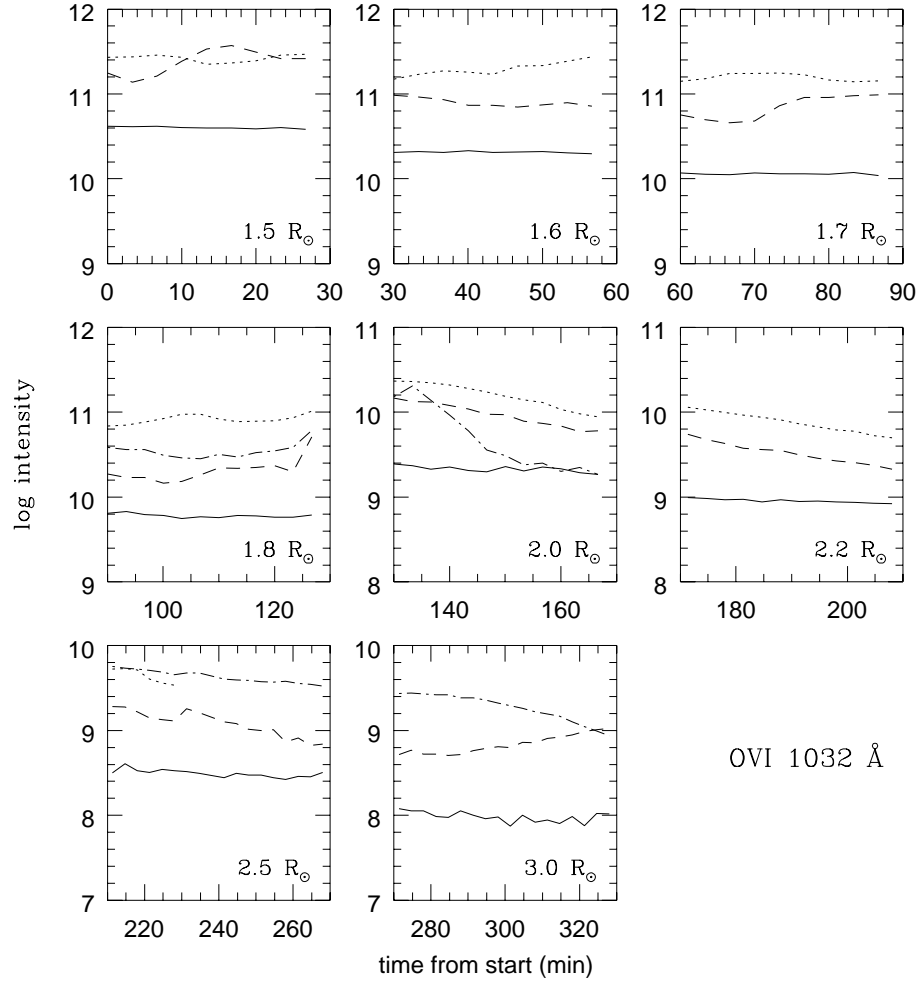 12
11
10
9
0 10 20 30
1.5 R⊙
12
11
10
9
30 40 50 60
1.6 R⊙
12
11
10
9
60 70 80 90
1.7 R⊙
log intensity
12
11
10
9
100 120
1.8 R⊙
11
10
9
8
140 160
2.0 R⊙
11
10
9
8
180 200
2.2 R⊙
10
9
8
7
220 240 260
2.5 R⊙
10
9
8
7
280 300 320
3.0 R⊙
OVI 1032 Å
time from start (min)